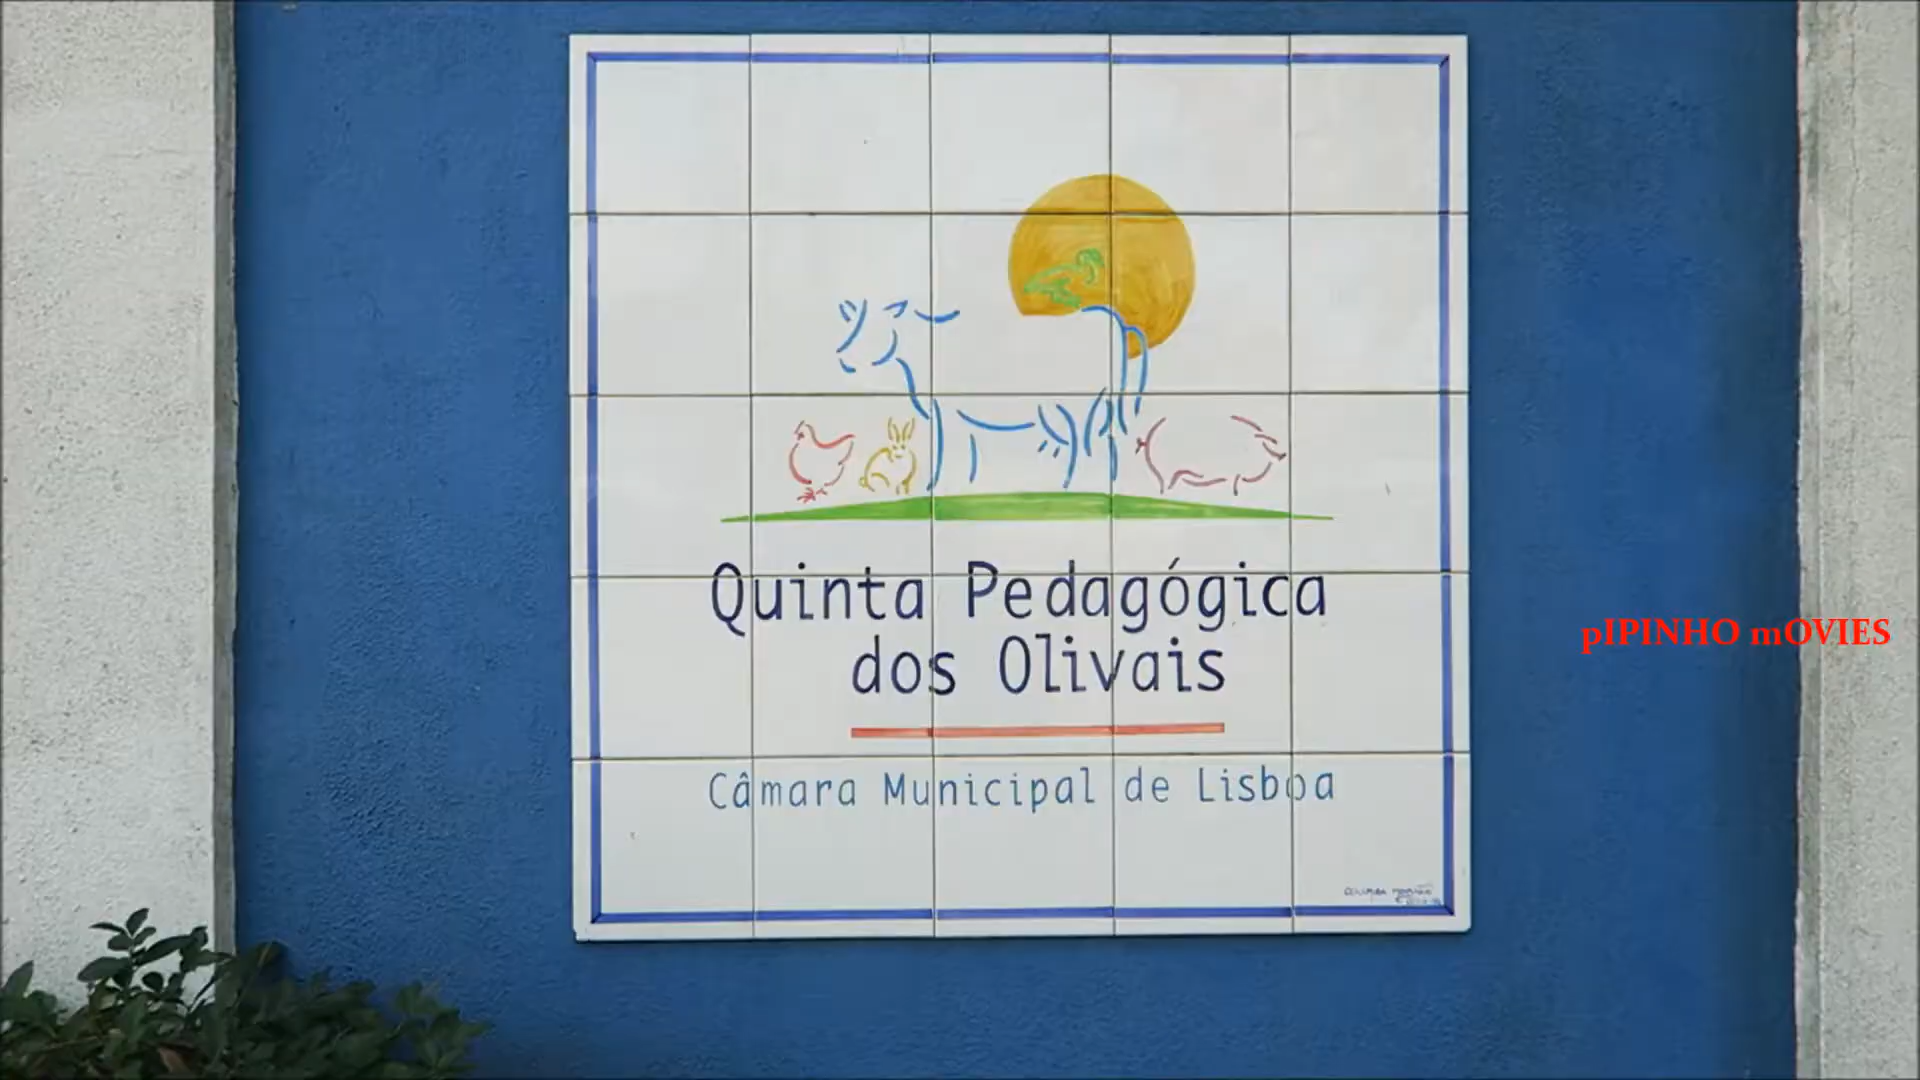 Quinta Pedagógica
dos Olivais
Câmara Municipal de Lisboa
pIPINHO mOVIES